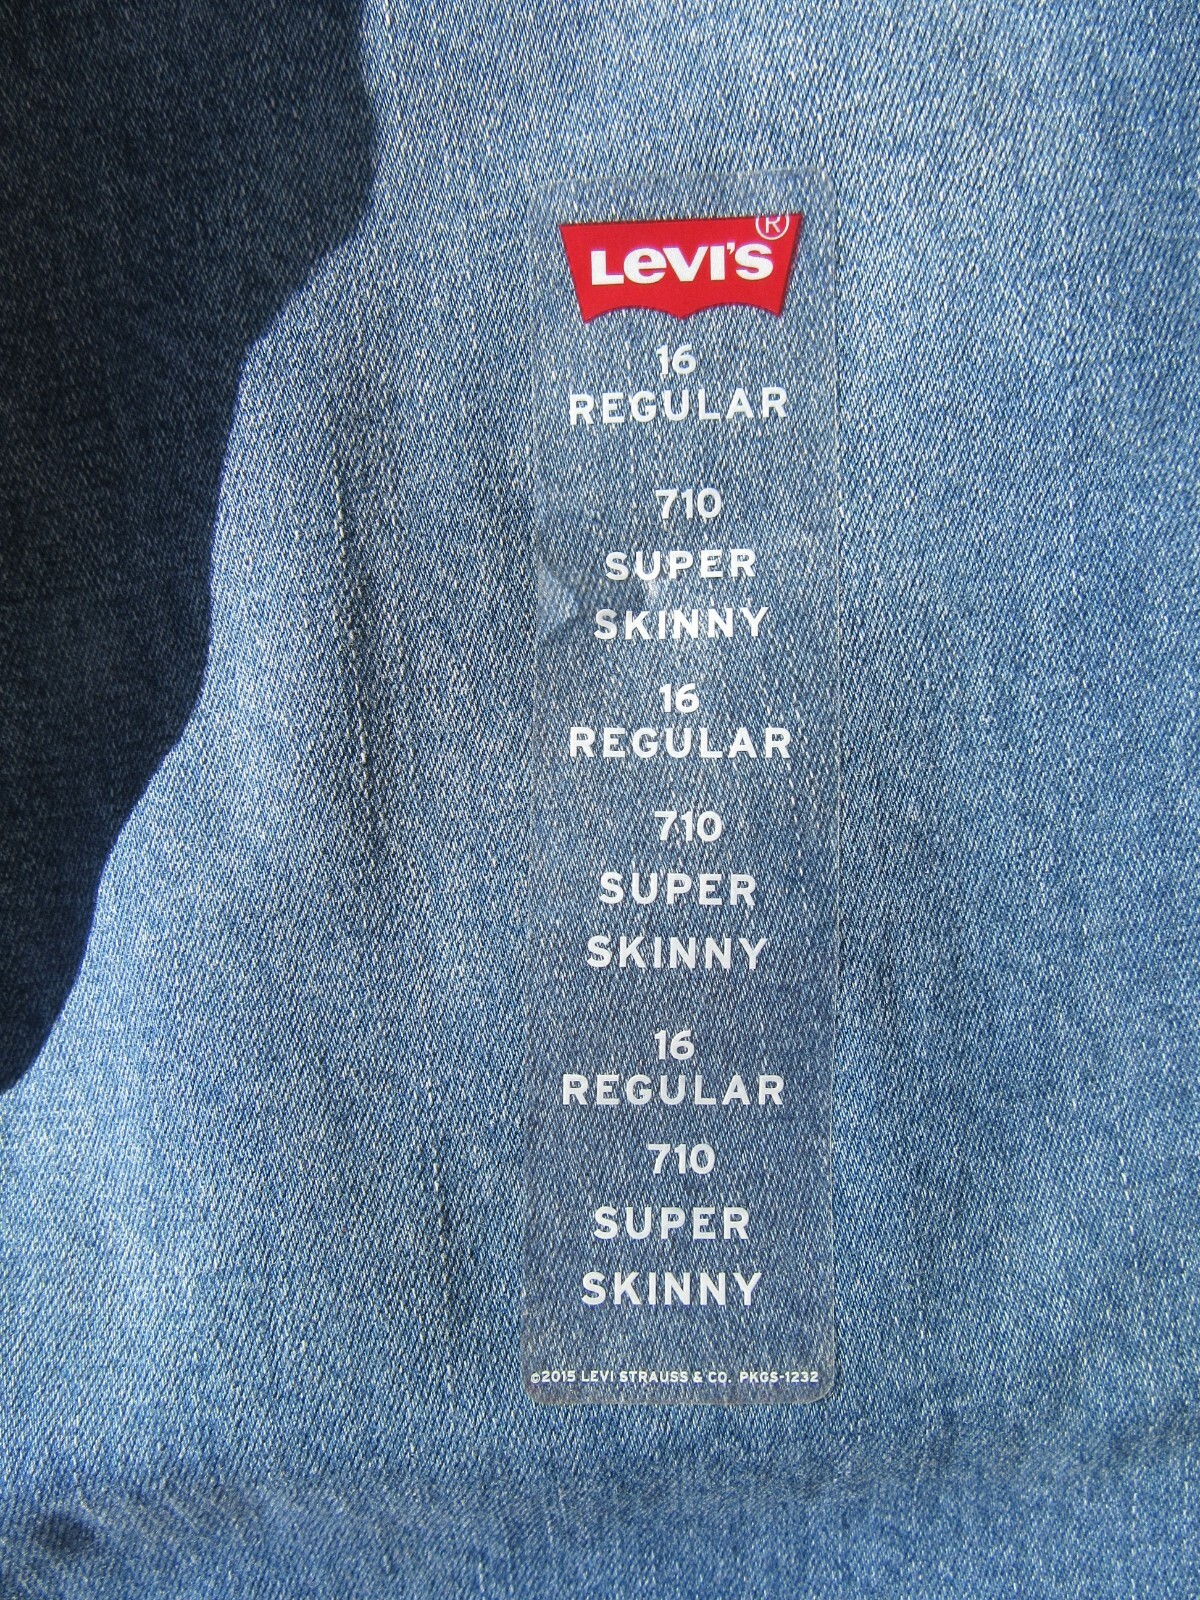 LEVI'S®
16
REGULAR
710
SUPER
SKINNY
16
REGULAR
710
SUPER
SKINNY
16
REGULAR
710
SUPER
SKINNY
©2015 LEVI STRAUSS & CO. PKGS-1232